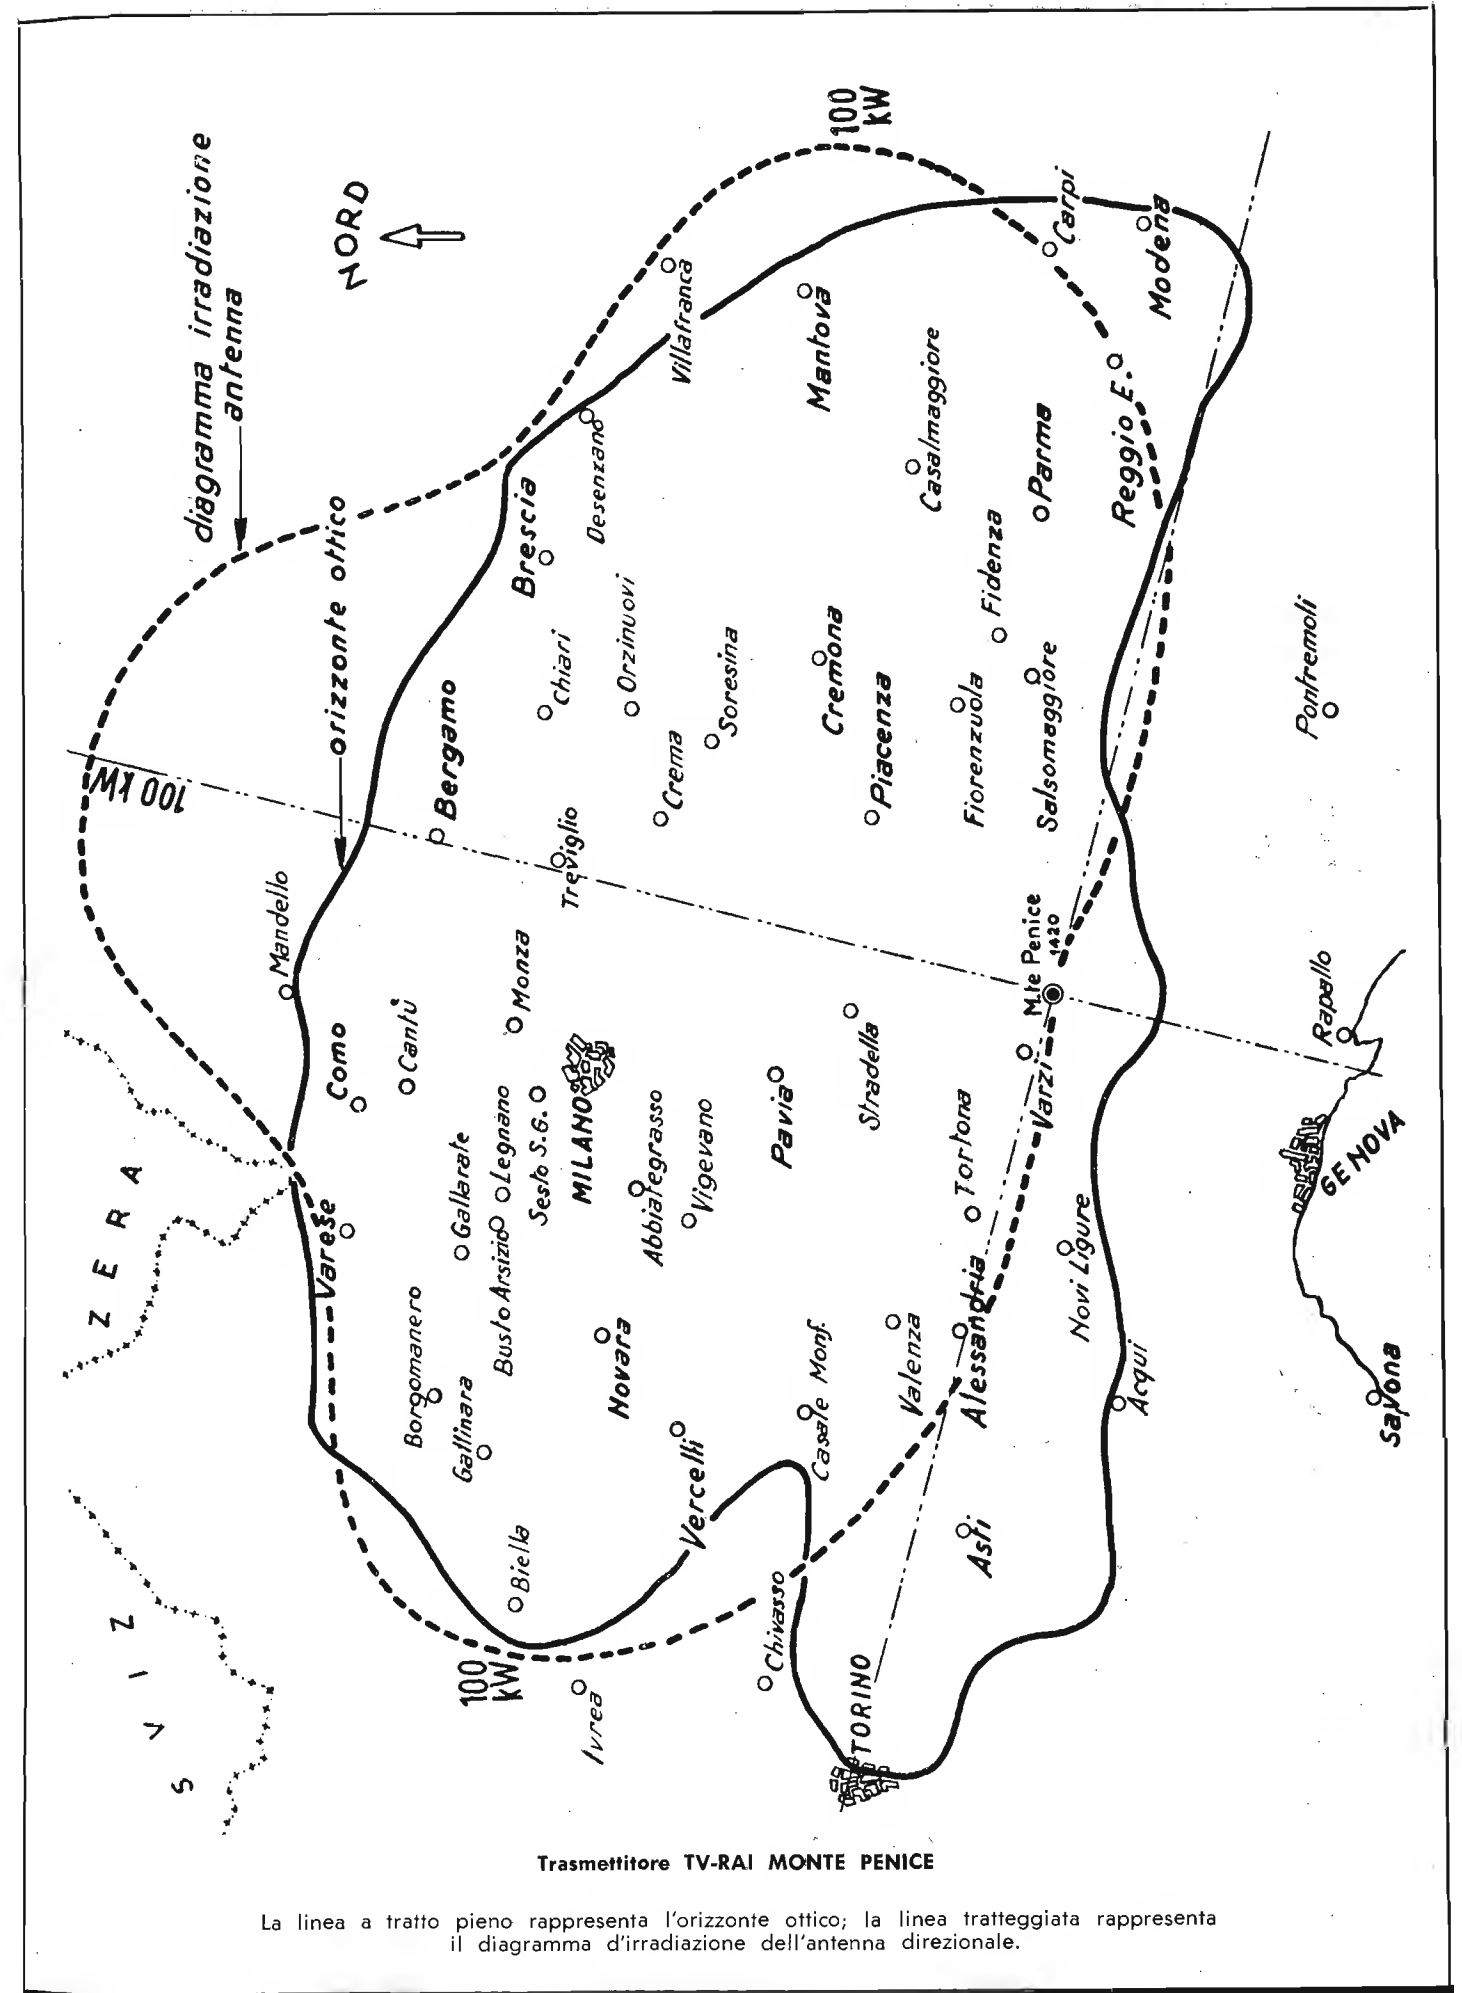 diagramma irradiazione
antenna
orizzonte ottico
NORD
100
KW
100 KW
100
KW
SVIZ
ZERA
Mandello
Como
Cantù
Varese
Bergamo
Brescia
Desenzano
Villafranca
Mantova
Carpi
Modena
Reggio E.
Parma
Casalmaggiore
Fidenza
Salsomaggiore
Fiorenzuola
Cremona
Piacenza
Soresina
Crema
Orzinuovi
Chiari
Treviglio
Monza
MILANO
Sesto S.G.
Legnano
Busto Arsizio
Gallarate
Borgomanero
Gallinara
Biella
Ivrea
Novara
Vercelli
Abbiategrasso
Vigevano
Pavia
Stradella
M.te Penice
1420
Varzi
Tortona
Alessandria
Valenza
Casale Monf.
Chivasso
TORINO
Asti
Acqui
Novi Ligure
Pontremoli
Rapallo
GENOVA
Savona
Trasmettitore TV-RAI MONTE PENICE
La linea a tratto pieno rappresenta l'orizzonte ottico; la linea tratteggiata rappresenta
il diagramma d'irradiazione dell'antenna direzionale.